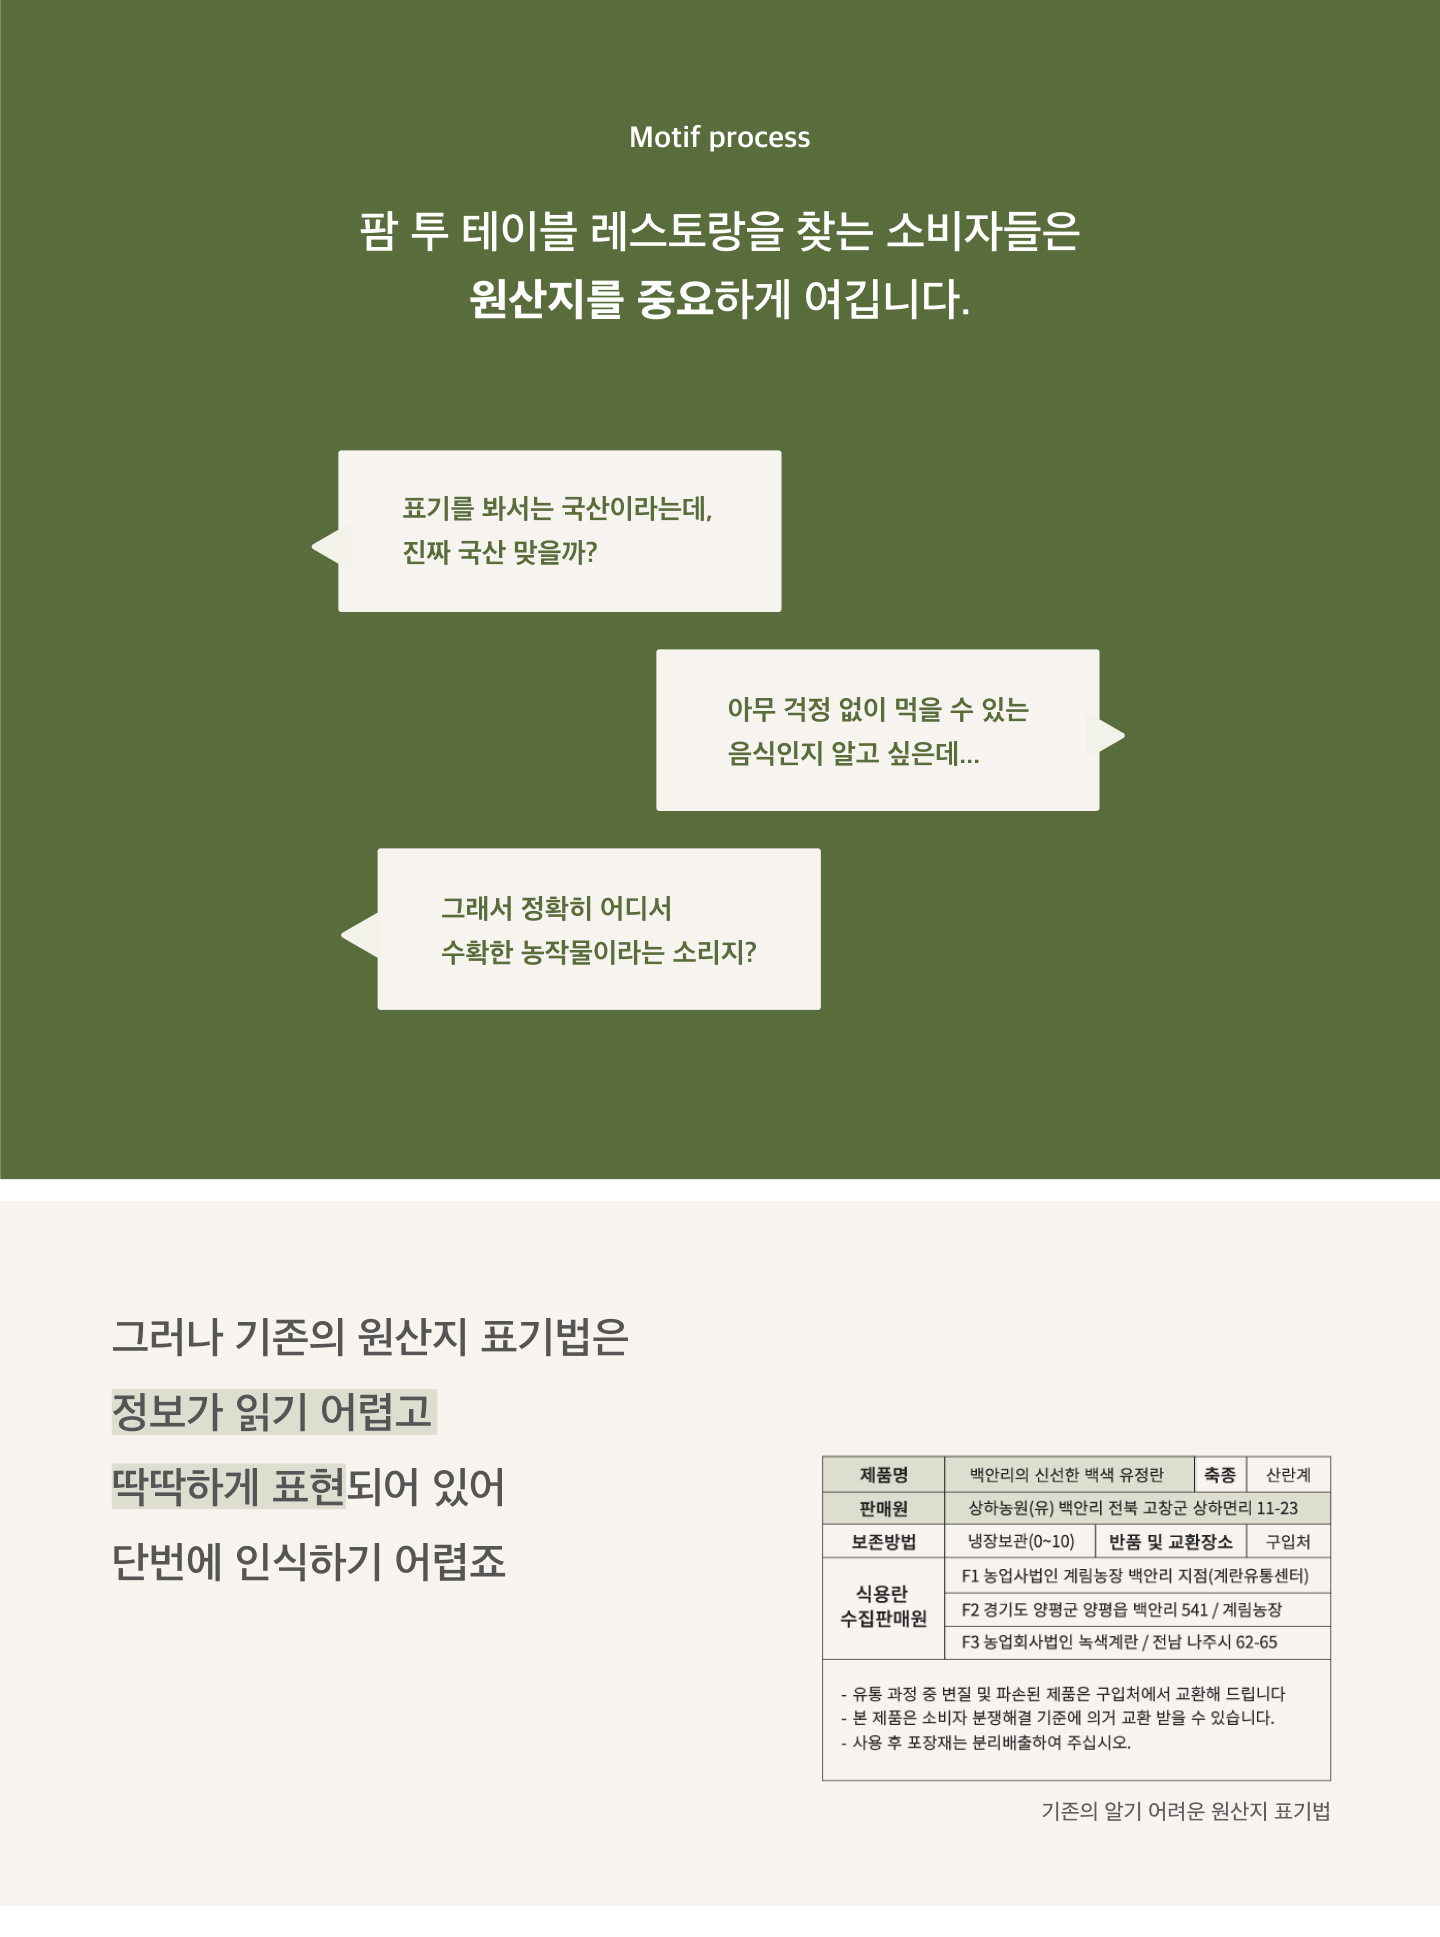 Motif process
팜 투 테이블 레스토랑을 찾는 소비자들은
원산지를 중요하게 여깁니다.
표기를 봐서는 국산이라는데,
진짜 국산 맞을까?
아무 걱정 없이 먹을 수 있는
음식인지 알고 싶은데...
그래서 정확히 어디서
수확한 농작물이라는 소리지?
그러나 기존의 원산지 표기법은
정보가 읽기 어렵고
딱딱하게 표현되어 있어
단번에 인식하기 어렵죠
제품명 백안리의 신선한 백색 유정란 축종 산란계
판매원 상하농원(유) 백안리 전북 고창군 상하면리 11-23
보존방법 냉장보관(0~10) 반품 및 교환장소 구입처
식용란
수집판매원
F1 농업사법인 계림농장 백안리 지점(계란유통센터)
F2 경기도 양평군 양평읍 백안리 541 / 계림농장
F3 농업회사법인 녹색계란 / 전남 나주시 62-65
- 유통 과정 중 변질 및 파손된 제품은 구입처에서 교환해 드립니다
- 본 제품은 소비자 분쟁해결 기준에 의거 교환 받을 수 있습니다.
- 사용 후 포장재는 분리배출하여 주십시오.
기존의 알기 어려운 원산지 표기법